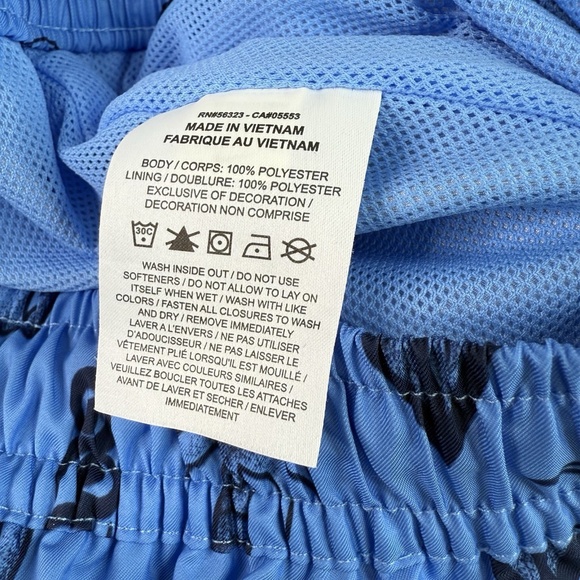 RN#56323 - CA#05553
MADE IN VIETNAM
FABRIQUE AU VIETNAM
BODY / CORPS: 100% POLYESTER
LINING / DOUBLURE: 100% POLYESTER
EXCLUSIVE OF DECORATION /
DECORATION NON COMPRISE
30C
WASH INSIDE OUT / DO NOT USE
SOFTENERS / DO NOT ALLOW TO LAY ON
ITSELF WHEN WET / WASH WITH LIKE
COLORS / FASTEN ALL CLOSURES TO WASH
AND DRY / REMOVE IMMEDIATELY
LAVER A L'ENVERS / NE PAS UTILISER
D'ADOUCISSEUR / NE PAS LAISSER LE
VÊTEMENT PLIÉ LORSQU'IL EST MOUILLÉ /
LAVER AVEC COULEURS SIMILAIRES /
VEUILLEZ BOUCLER TOUTES LES ATTACHES
AVANT DE LAVER ET SECHER / ENLEVER
IMMEDIATEMENT